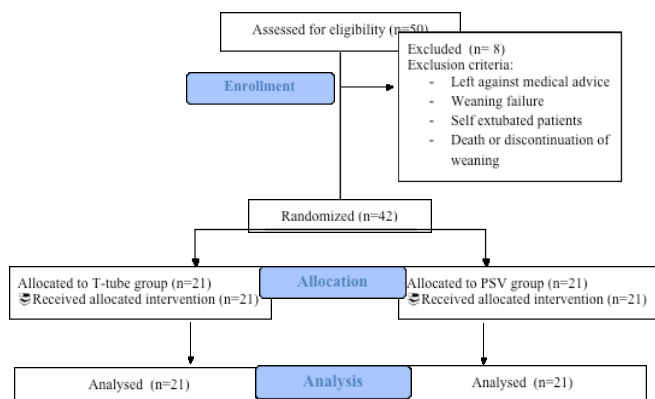 Assessed for eligibility (n=50)
Excluded (n= 8)
Exclusion criteria:
- Left against medical advice
- Weaning failure
- Self extubated patients
- Death or discontinuation of
weaning
Enrollment
Randomized (n=42)
Allocated to T-tube group (n=21)
Received allocated intervention (n=21)
Allocation
Allocated to PSV group (n=21)
Received allocated intervention (n=21)
Analysed (n=21)
Analysis
Analysed (n=21)